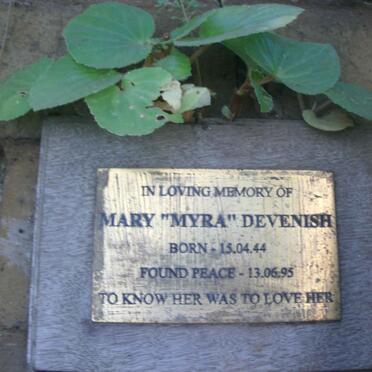 IN LOVING MEMORY OF
MARY "MYRA" DEVENISH
BORN - 15.04.44
FOUND PEACE - 13.06.95
TO KNOW HER WAS TO LOVE HER